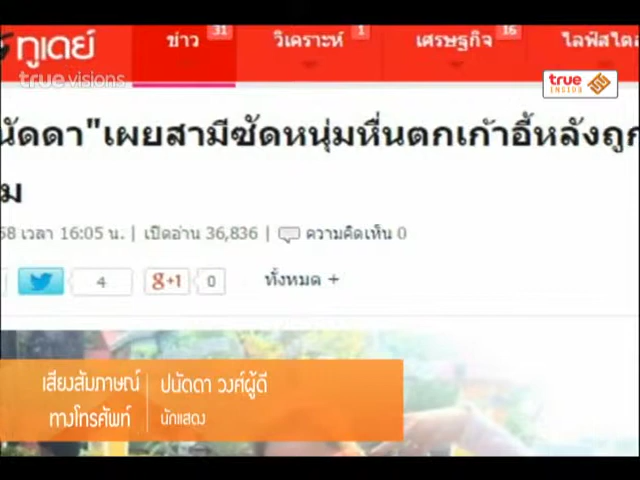 ทูเดย์ ข่าว 31 วิเคราะห์ 1 เศรษฐกิจ 16 ไลฟ์สไตล
truevisions
true
INSIDE
นัดดา"เผยสามีซัดหนุ่มหื่นตกเก้าอี้หลังถูก
ม
58 เวลา 16:05 น. | เปิดอ่าน 36,836 | ความคิดเห็น 0
4 g+1 0 ทั้งหมด +
เสียงสัมภาษณ์ ปนัดดา วงศ์ผู้ดี
ทางโทรศัพท์ นักแสดง